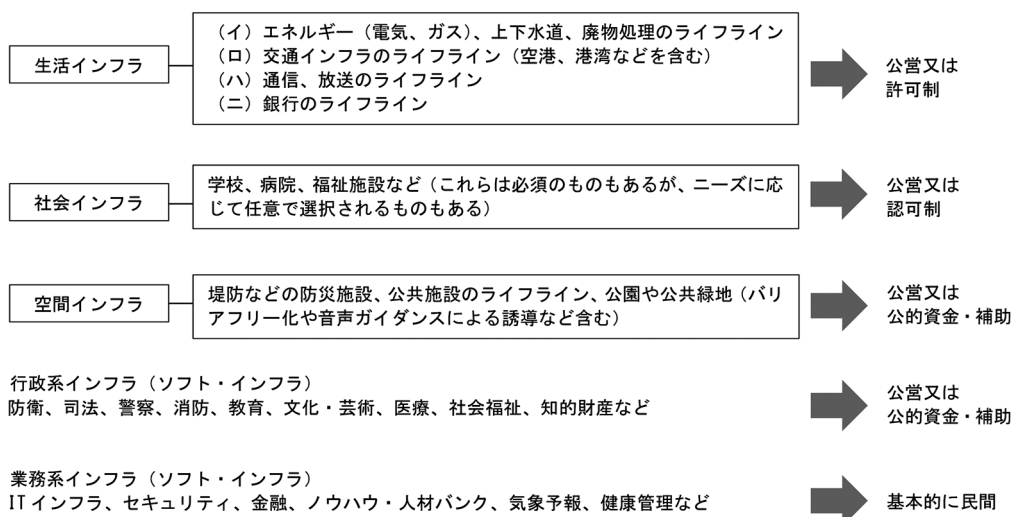 生活インフラ
(イ)エネルギー(電気、ガス)、上下水道、廃物処理のライフライン
(ロ)交通インフラのライフライン(空港、港湾などを含む)
(ハ)通信、放送のライフライン
(ニ)銀行のライフライン
公営又は
許可制
社会インフラ
学校、病院、福祉施設など(これらは必須のものもあるが、ニーズに応
じて任意で選択されるものもある)
公営又は
認可制
空間インフラ
堤防などの防災施設、公共施設のライフライン、公園や公共緑地(バリ
アフリー化や音声ガイダンスによる誘導など含む)
公営又は
公的資金・補助
行政系インフラ(ソフト・インフラ)
防衛、司法、警察、消防、教育、文化・芸術、医療、社会福祉、知的財産など
公営又は
公的資金・補助
業務系インフラ(ソフト・インフラ)
ITインフラ、セキュリティ、金融、ノウハウ・人材バンク、気象予報、健康管理など
基本的に民間